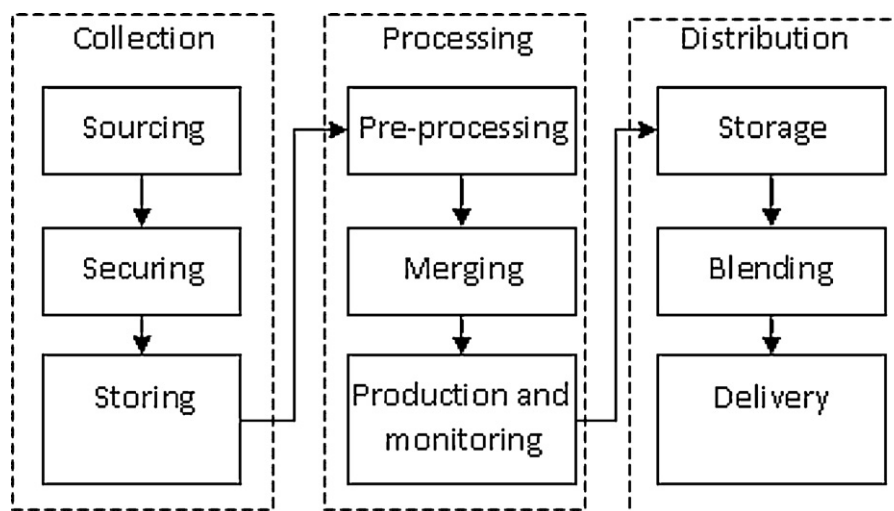 Collection
Sourcing
Securing
Storing
Processing
Pre-processing
Merging
Production and
monitoring
Distribution
Storage
Blending
Delivery